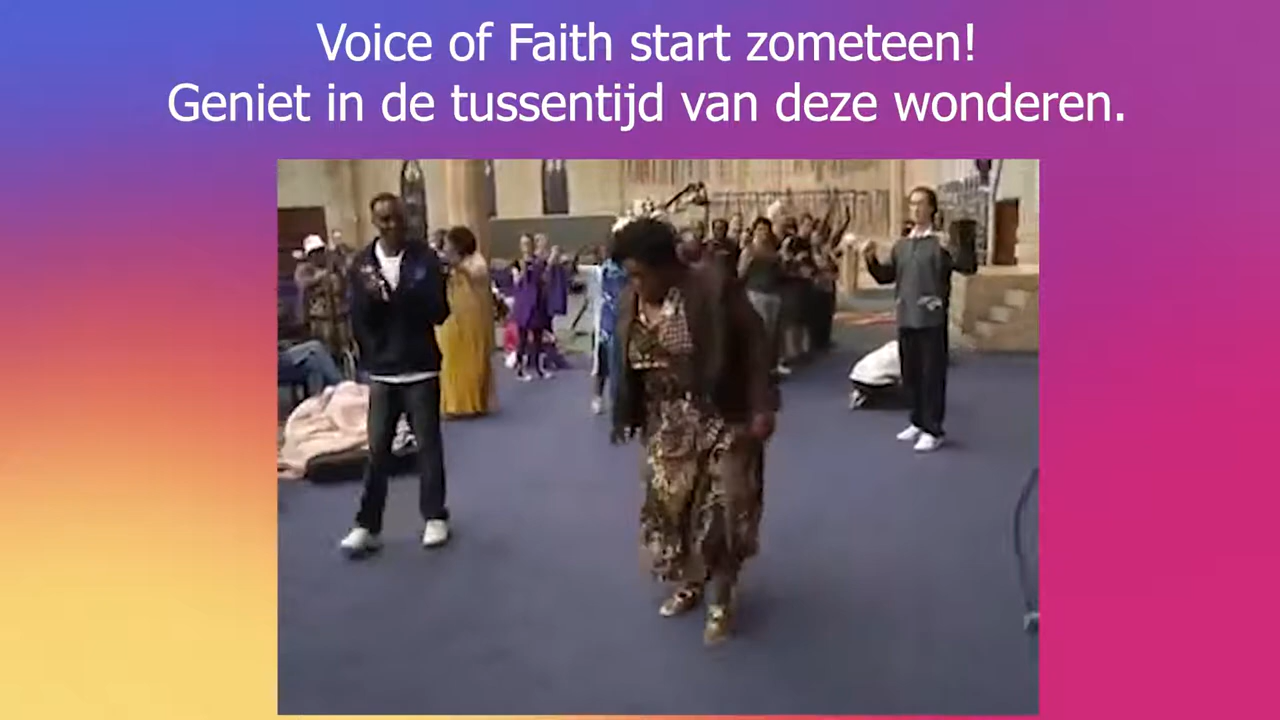 Voice of Faith start zometeen!
Geniet in de tussentijd van deze wonderen.